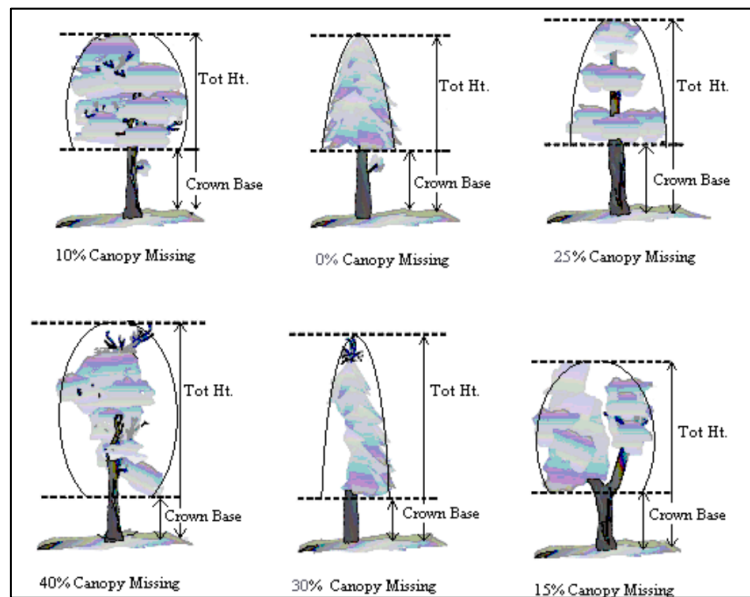 Tot Ht.
Crown Base
10% Canopy Missing
Tot Ht.
Crown Base
0% Canopy Missing
Tot Ht.
Crown Base
25% Canopy Missing
Tot Ht.
Crown Base
40% Canopy Missing
Tot Ht.
Crown Base
30% Canopy Missing
Tot Ht.
Crown Base
15% Canopy Missing